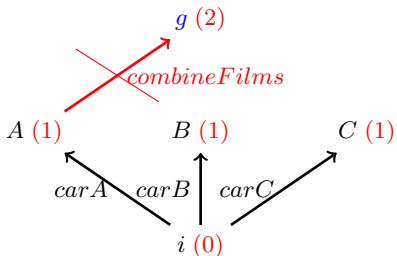 g (2)
combineFilms
A (1) B (1) C (1)
carA carB carC
i (0)